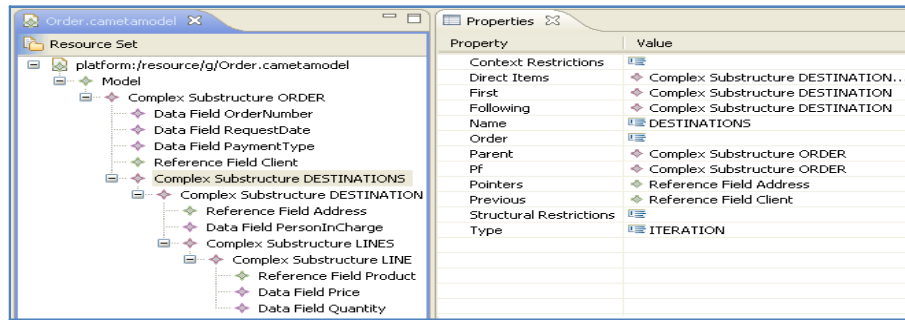 Order.cametamodel
Resource Set
platform:/resource/g/Order.cametamodel
Model
Complex Substructure ORDER
Data Field OrderNumber
Data Field RequestDate
Data Field PaymentType
Reference Field Client
Complex Substructure DESTINATIONS
Complex Substructure DESTINATION
Reference Field Address
Data Field PersonInCharge
Complex Substructure LINES
Complex Substructure LINE
Reference Field Product
Data Field Price
Data Field Quantity
Properties
Property Value
Context Restrictions
Direct Items Complex Substructure DESTINATION...
First Complex Substructure DESTINATION
Following Complex Substructure DESTINATION
Name DESTINATIONS
Order
Parent Complex Substructure ORDER
Pf Complex Substructure ORDER
Pointers Reference Field Address
Previous Reference Field Client
Structural Restrictions
Type ITERATION